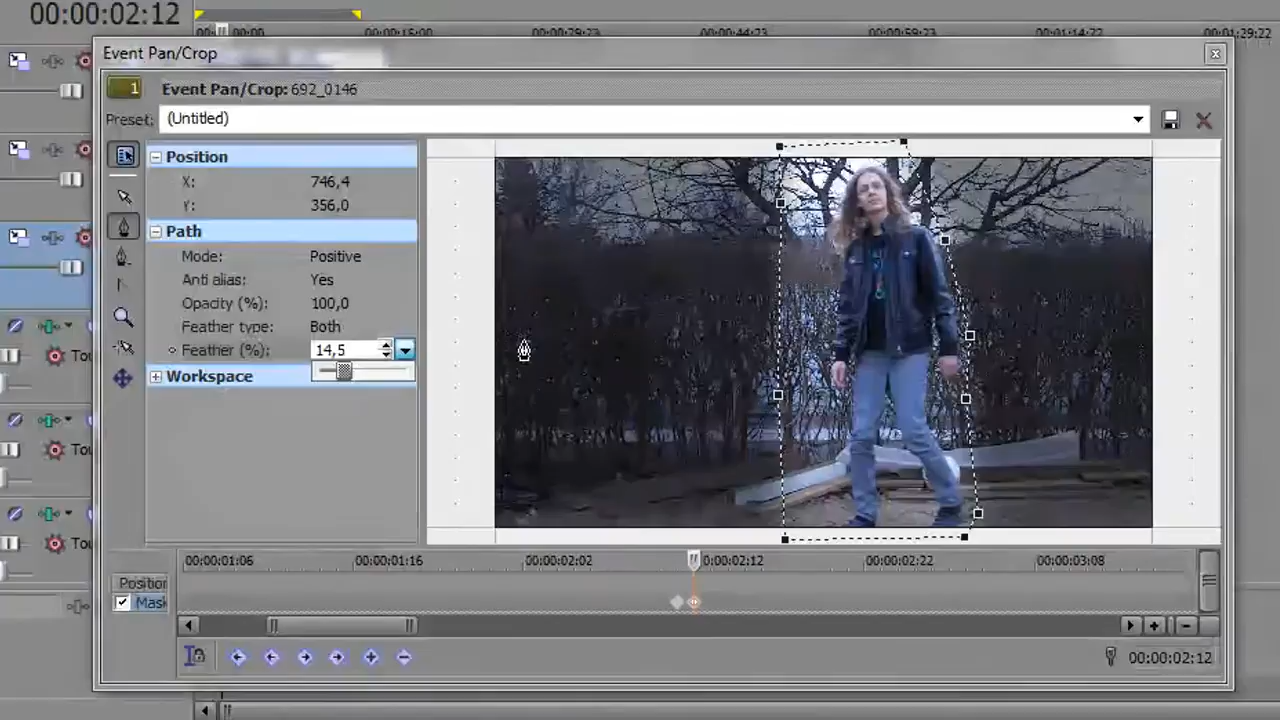 00:00:02:12
00:00:15:00
00:00:29:23
00:00:44:23
00:00:59:23
00:01:14:22
00:01:29:22
Event Pan/Crop
1
Event Pan/Crop: 692_0146
Preset:
(Untitled)
Position
X:
746,4
Y:
356,0
Path
Mode:
Positive
Anti alias:
Yes
Opacity (%):
100,0
Feather type:
Both
Feather (%):
14,5
Workspace
Tou
Tou
Tou
00:00:01:06
00:00:01:16
00:00:02:02
00:00:02:12
00:00:02:22
00:00:03:08
Position
Mask
00:00:02:12